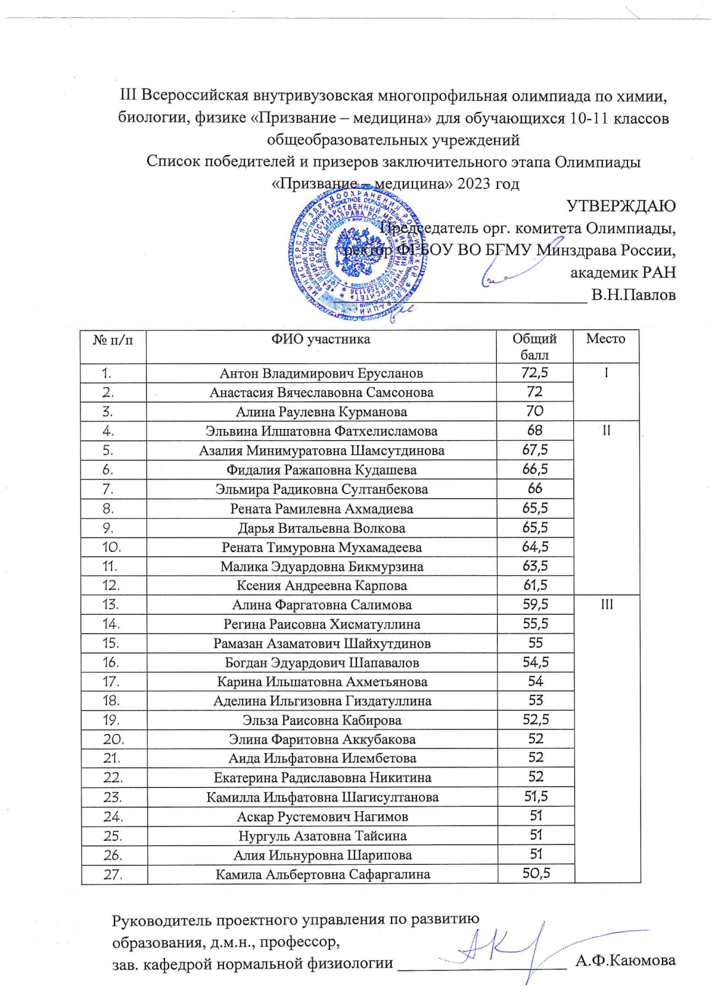 III Всероссийская внутривузовская многопрофильная олимпиада по химии,
биологии, физике «Призвание – медицина» для обучающихся 10-11 классов
общеобразовательных учреждений
Список победителей и призеров заключительного этапа Олимпиады
«Призвание – медицина» 2023 год
УТВЕРЖДАЮ
Председатель орг. комитета Олимпиады,
ректор ФГБОУ ВО БГМУ Минздрава России,
академик РАН
В.Н.Павлов
№ п/п ФИО участника Общий балл Место
1. Антон Владимирович Ерусланов 72,5 I
2. Анастасия Вячеславовна Самсонова 72
3. Алина Раулевна Курманова 70
4. Эльвина Илшатовна Фатхелисламова 68 II
5. Азалия Минимуратовна Шамсутдинова 67,5
6. Фидалия Ражаповна Кудашева 66,5
7. Эльмира Радиковна Султанбекова 66
8. Рената Рамилевна Ахмадиева 65,5
9. Дарья Витальевна Волкова 65,5
10. Рената Тимуровна Мухамадеева 64,5
11. Малика Эдуардовна Бикмурзина 63,5
12. Ксения Андреевна Карпова 61,5
13. Алина Фаргатовна Салимова 59,5 III
14. Регина Раисовна Хисматуллина 55,5
15. Рамазан Азаматович Шайхутдинов 55
16. Богдан Эдуардович Шапавалов 54,5
17. Карина Ильшатовна Ахметьянова 54
18. Аделина Ильгизовна Гиздатуллина 53
19. Эльза Раисовна Кабирова 52,5
20. Элина Фаритовна Аккубакова 52
21. Аида Ильфатовна Илембетова 52
22. Екатерина Радиславовна Никитина 52
23. Камилла Ильфатовна Шагисултанова 51,5
24. Аскар Рустемович Нагимов 51
25. Нургуль Азатовна Тайсина 51
26. Алия Ильнуровна Шарипова 51
27. Камила Альбертовна Сафаргалина 50,5
Руководитель проектного управления по развитию
образования, д.м.н., профессор,
зав. кафедрой нормальной физиологии А.Ф.Каюмова